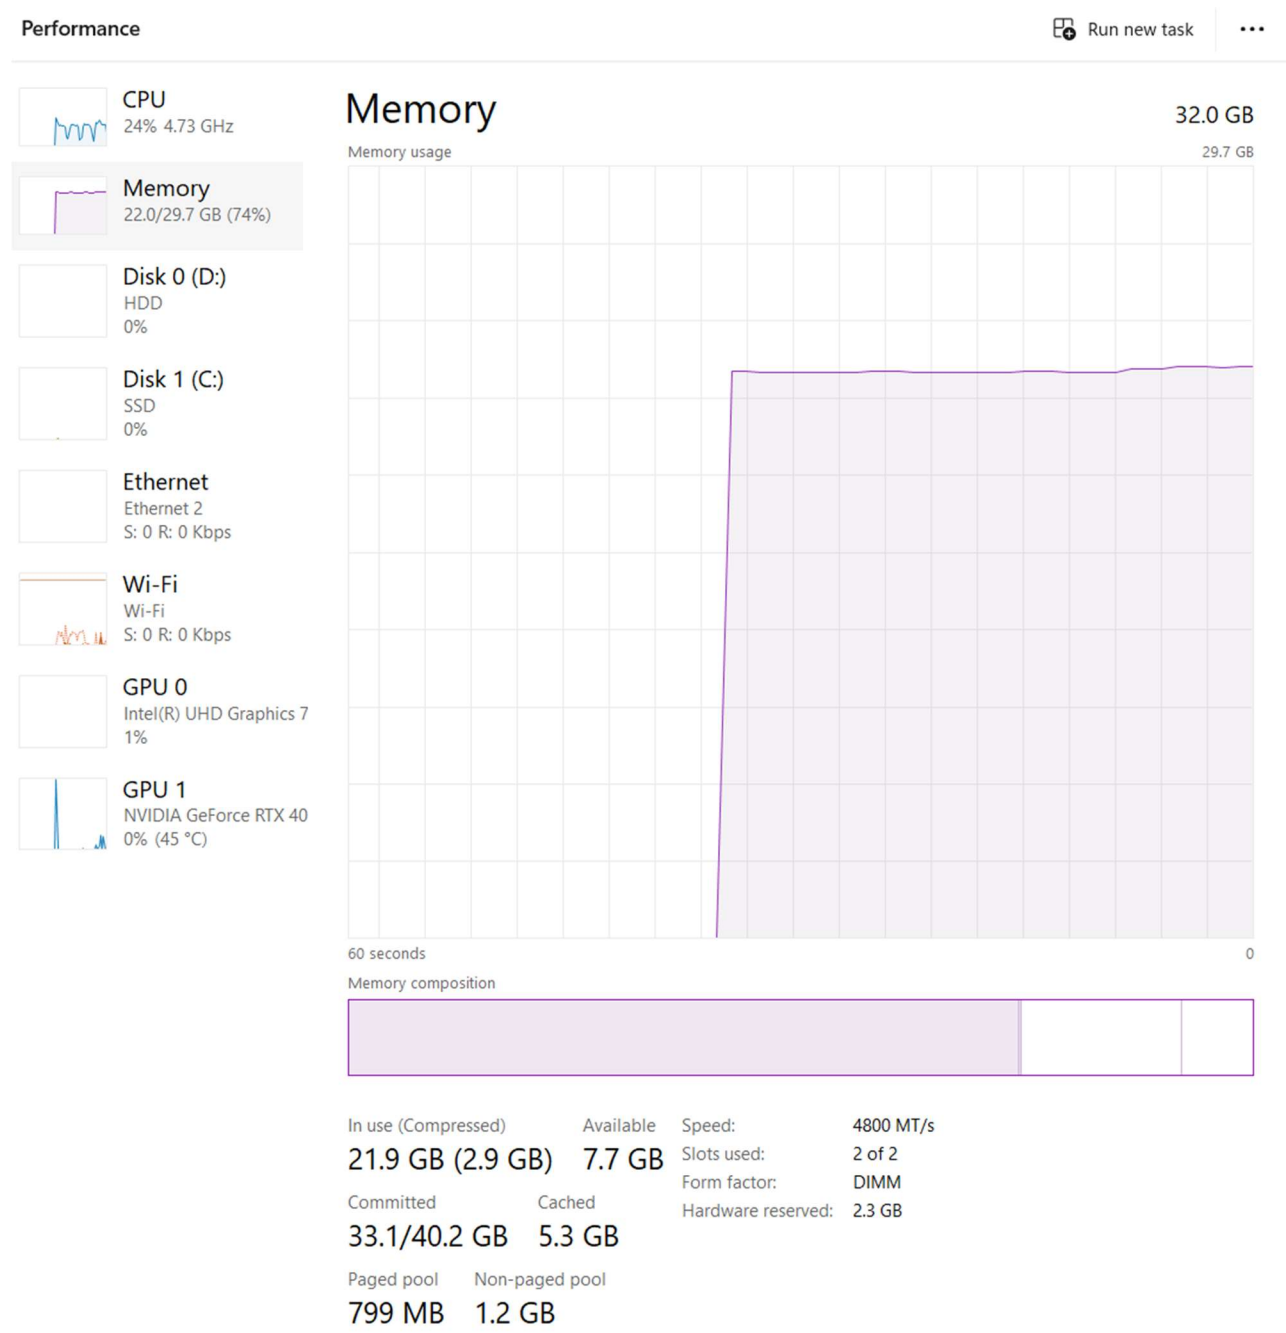 Performance
Run new task
CPU
24% 4.73 GHz
Memory
22.0/29.7 GB (74%)
Disk 0 (D:)
HDD
0%
Disk 1 (C:)
SSD
0%
Ethernet
Ethernet 2
S: 0 R: 0 Kbps
Wi-Fi
Wi-Fi
S: 0 R: 0 Kbps
GPU 0
Intel(R) UHD Graphics 7
1%
GPU 1
NVIDIA GeForce RTX 40
0% (45 °C)
Memory
32.0 GB
Memory usage
29.7 GB
60 seconds
0
Memory composition
In use (Compressed)
21.9 GB (2.9 GB)
Available
7.7 GB
Committed
33.1/40.2 GB
Cached
5.3 GB
Paged pool
799 MB
Non-paged pool
1.2 GB
Speed: 4800 MT/s
Slots used: 2 of 2
Form factor: DIMM
Hardware reserved: 2.3 GB